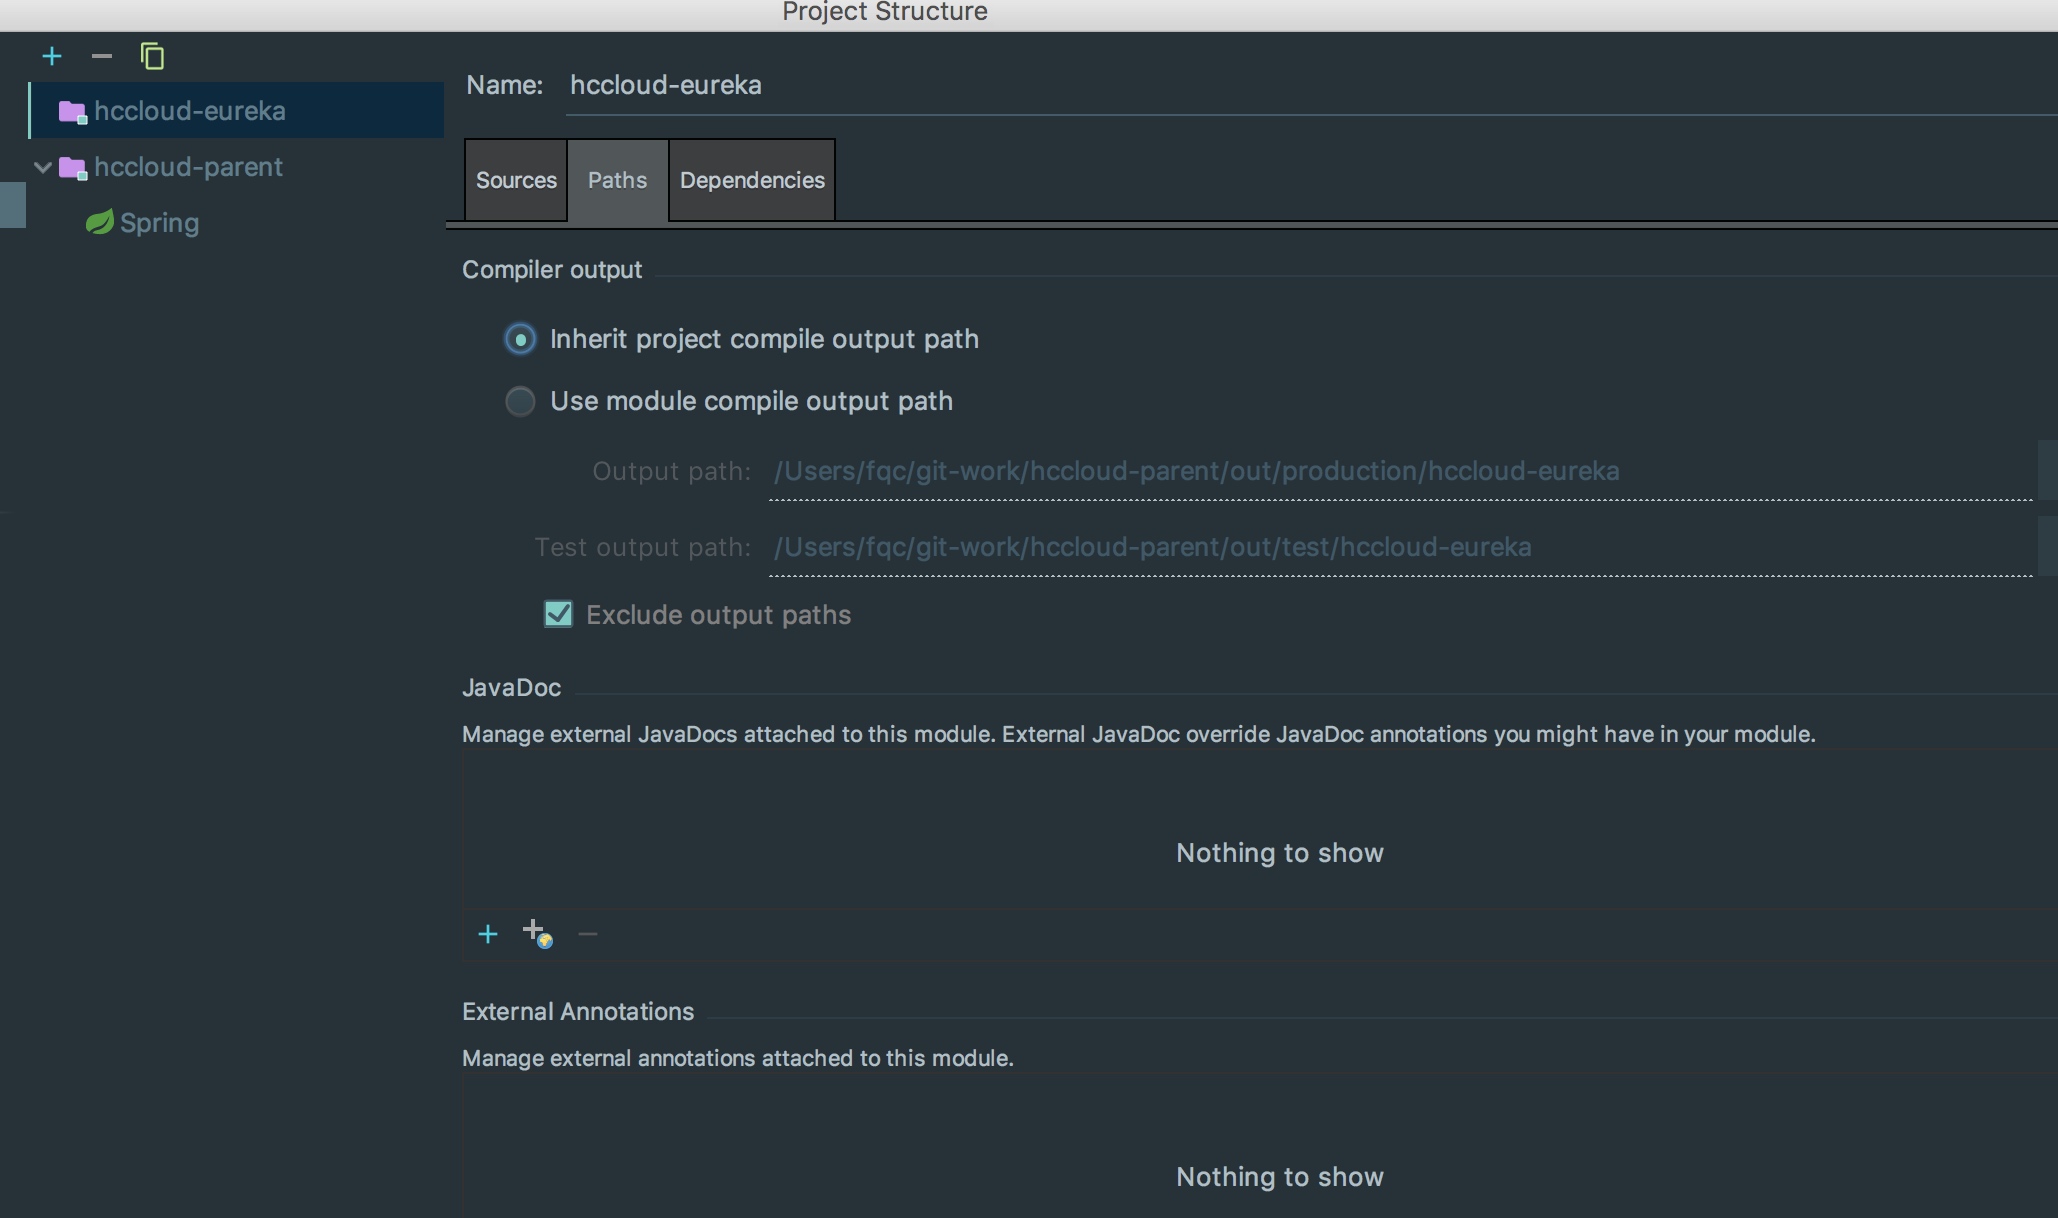 Project Structure
hccloud-eureka
hccloud-parent
Spring
Name: hccloud-eureka
Sources Paths Dependencies
Compiler output
Inherit project compile output path
Use module compile output path
Output path: /Users/fqc/git-work/hccloud-parent/out/production/hccloud-eureka
Test output path: /Users/fqc/git-work/hccloud-parent/out/test/hccloud-eureka
Exclude output paths
JavaDoc
Manage external JavaDocs attached to this module. External JavaDoc override JavaDoc annotations you might have in your module.
Nothing to show
External Annotations
Manage external annotations attached to this module.
Nothing to show